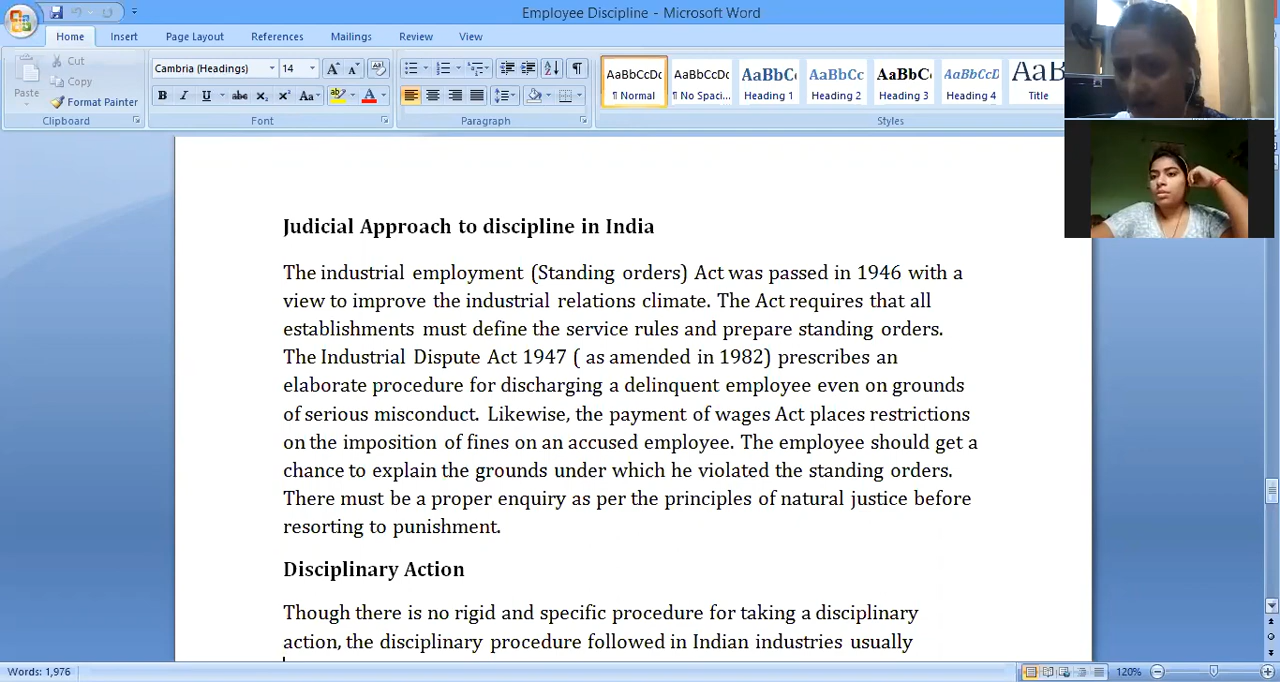 Employee Discipline - Microsoft Word
Home Insert Page Layout References Mailings Review View
Paste
Cut
Copy
Format Painter
Clipboard
Cambria (Headings) 14
Font
Paragraph
AaBbCcDc AaBbCcDc AaBbC AaBbCc AaBbCc AaBbCcD AaB
¶ Normal ¶ No Spaci... Heading 1 Heading 2 Heading 3 Heading 4 Title
Styles
Judicial Approach to discipline in India
The industrial employment (Standing orders) Act was passed in 1946 with a
view to improve the industrial relations climate. The Act requires that all
establishments must define the service rules and prepare standing orders.
The Industrial Dispute Act 1947 ( as amended in 1982) prescribes an
elaborate procedure for discharging a delinquent employee even on grounds
of serious misconduct. Likewise, the payment of wages Act places restrictions
on the imposition of fines on an accused employee. The employee should get a
chance to explain the grounds under which he violated the standing orders.
There must be a proper enquiry as per the principles of natural justice before
resorting to punishment.
Disciplinary Action
Though there is no rigid and specific procedure for taking a disciplinary
action, the disciplinary procedure followed in Indian industries usually
Words: 1,976
120%